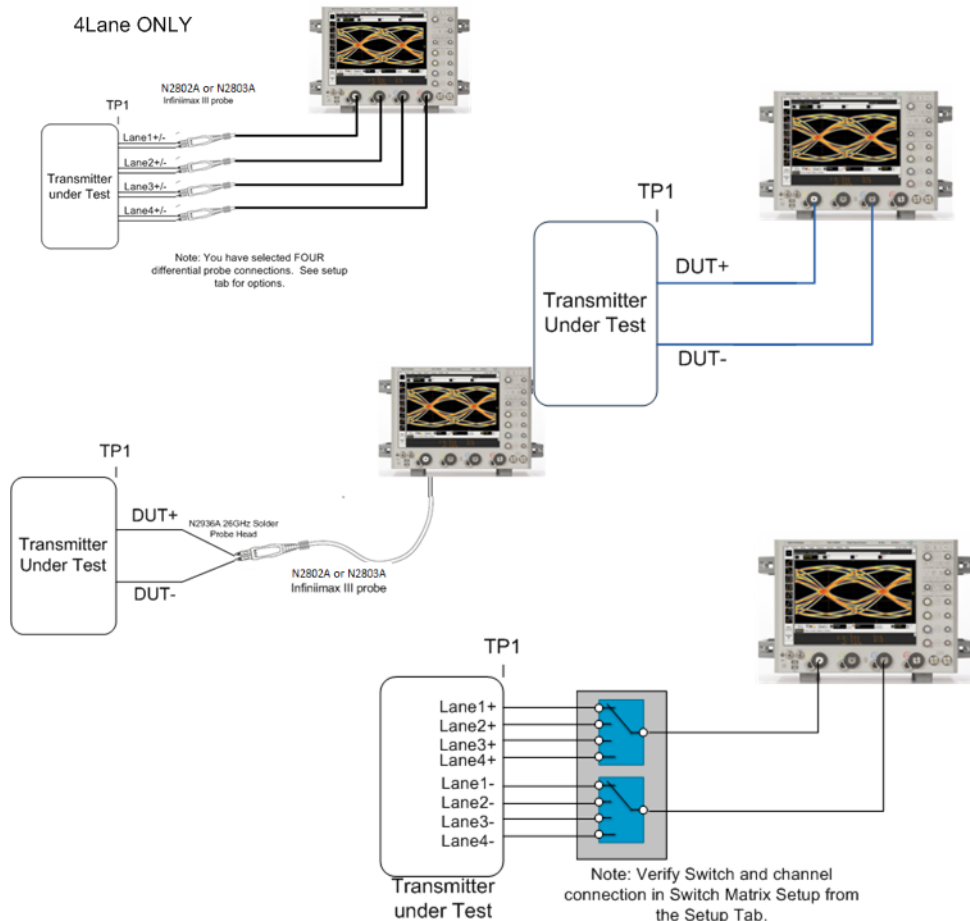 4Lane ONLY
N2802A or N2803A
Infiniimax III probe
TP1
Lane1+/-
Lane2+/-
Lane3+/-
Lane4+/-
Transmitter
under Test
Note: You have selected FOUR
differential probe connections. See setup
tab for options.
TP1
DUT+
Transmitter
Under Test
DUT-
TP1
DUT+
N2936A 26GHz Solder
Probe Head
Transmitter
Under Test
DUT-
N2802A or N2803A
Infiniimax III probe
TP1
Lane1+
Lane2+
Lane3+
Lane4+
Lane1-
Lane2-
Lane3-
Lane4-
Transmitter
under Test
Note: Verify Switch and channel
connection in Switch Matrix Setup from
the Setup Tab.